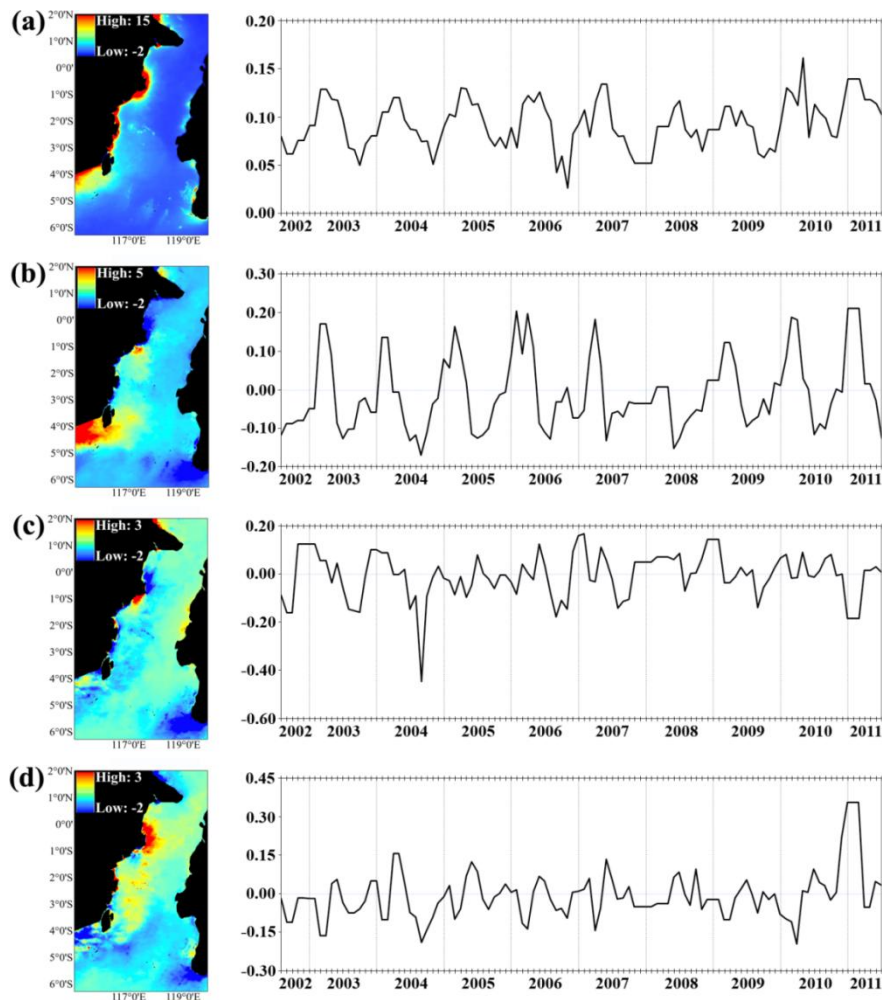 (a)
High: 15
Low: -2
2°0'N
1°0'N
0°0'
1°0'S
2°0'S
3°0'S
4°0'S
5°0'S
6°0'S
117°0'E 119°0'E
0.20
0.15
0.10
0.05
0.00
2002 2003 2004 2005 2006 2007 2008 2009 2010 2011
(b)
High: 5
Low: -2
2°0'N
1°0'N
0°0'
1°0'S
2°0'S
3°0'S
4°0'S
5°0'S
6°0'S
117°0'E 119°0'E
0.30
0.20
0.10
0.00
-0.10
-0.20
2002 2003 2004 2005 2006 2007 2008 2009 2010 2011
(c)
High: 3
Low: -2
2°0'N
1°0'N
0°0'
1°0'S
2°0'S
3°0'S
4°0'S
5°0'S
6°0'S
117°0'E 119°0'E
0.20
0.00
-0.20
-0.40
-0.60
2002 2003 2004 2005 2006 2007 2008 2009 2010 2011
(d)
High: 3
Low: -2
2°0'N
1°0'N
0°0'
1°0'S
2°0'S
3°0'S
4°0'S
5°0'S
6°0'S
117°0'E 119°0'E
0.45
0.30
0.15
0.00
-0.15
-0.30
2002 2003 2004 2005 2006 2007 2008 2009 2010 2011